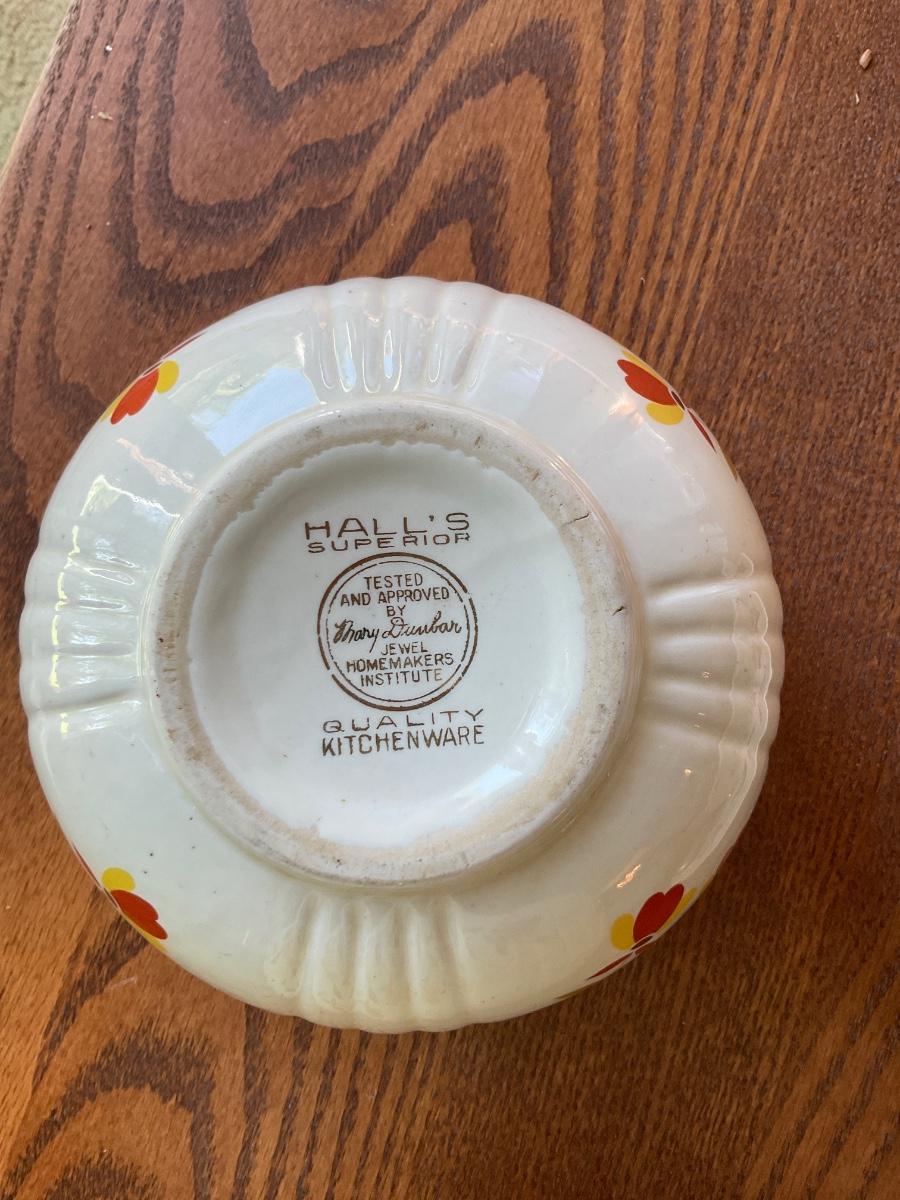 HALL'S
SUPERIOR
TESTED
AND APPROVED
BY
Mary Dunbar
JEWEL
HOMEMAKERS
INSTITUTE
QUALITY
KITCHENWARE